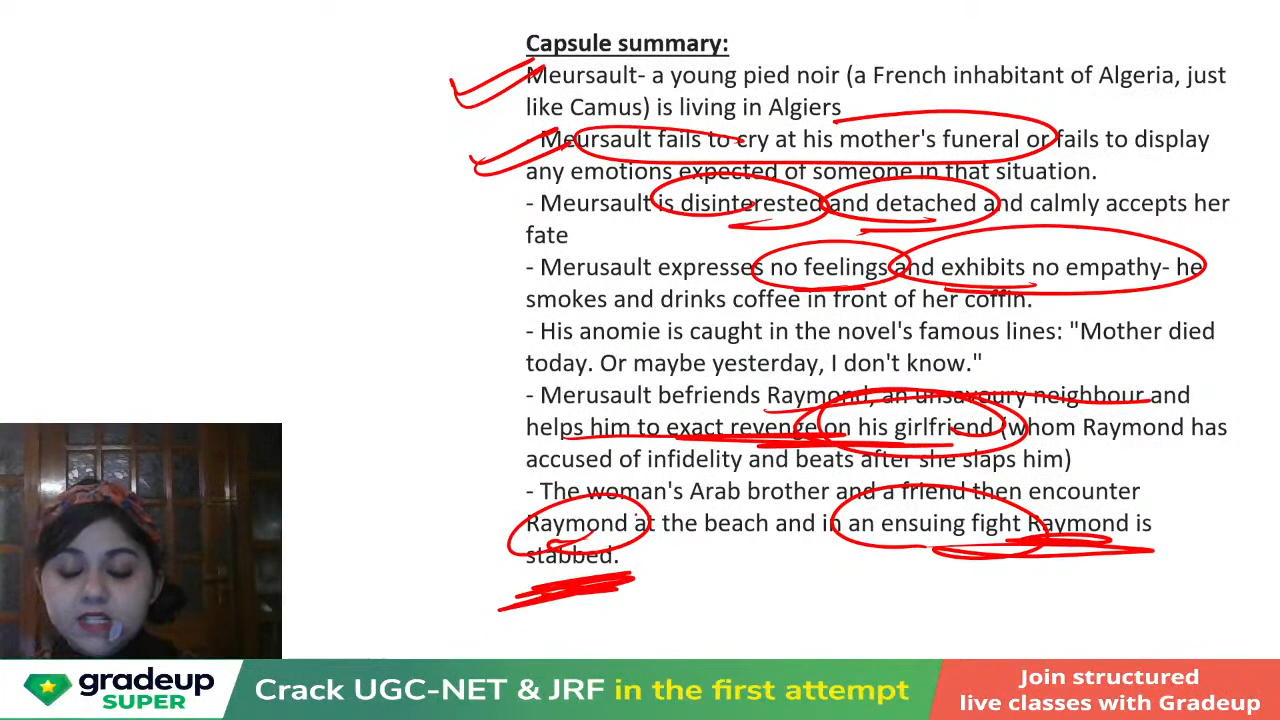 Capsule summary:
Meursault- a young pied noir (a French inhabitant of Algeria, just
like Camus) is living in Algiers
- Meursault fails to cry at his mother's funeral or fails to display
any emotions expected of someone in that situation.
- Meursault is disinterested and detached and calmly accepts her
fate
- Merusault expresses no feelings and exhibits no empathy- he
smokes and drinks coffee in front of her coffin.
- His anomie is caught in the novel's famous lines: "Mother died
today. Or maybe yesterday, I don't know."
- Merusault befriends Raymond, an unsavoury neighbour and
helps him to exact revenge on his girlfriend (whom Raymond has
accused of infidelity and beats after she slaps him)
- The woman's Arab brother and a friend then encounter
Raymond at the beach and in an ensuing fight Raymond is
stabbed.
gradeup
SUPER
Crack UGC-NET & JRF in the first attempt
Join structured
live classes with Gradeup